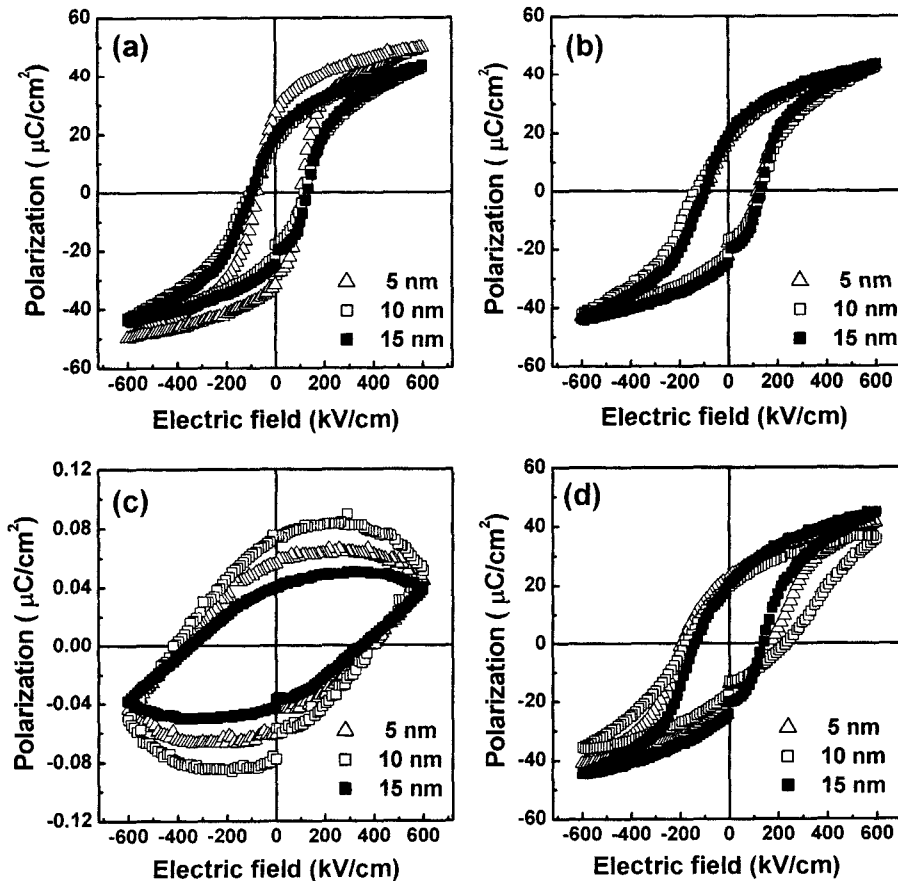 (a)
Polarization ( μC/cm²)
60
40
20
0
-20
-40
-60
-600 -400 -200 0 200 400 600
Electric field (kV/cm)
5 nm
10 nm
15 nm
(b)
Polarization ( μC/cm²)
60
40
20
0
-20
-40
-60
-600 -400 -200 0 200 400 600
Electric field (kV/cm)
5 nm
10 nm
15 nm
(c)
Polarization ( μC/cm²)
0.12
0.08
0.04
0.00
-0.04
-0.08
-0.12
-600 -400 -200 0 200 400 600
Electric field (kV/cm)
5 nm
10 nm
15 nm
(d)
Polarization ( μC/cm²)
60
40
20
0
-20
-40
-60
-600 -400 -200 0 200 400 600
Electric field (kV/cm)
5 nm
10 nm
15 nm